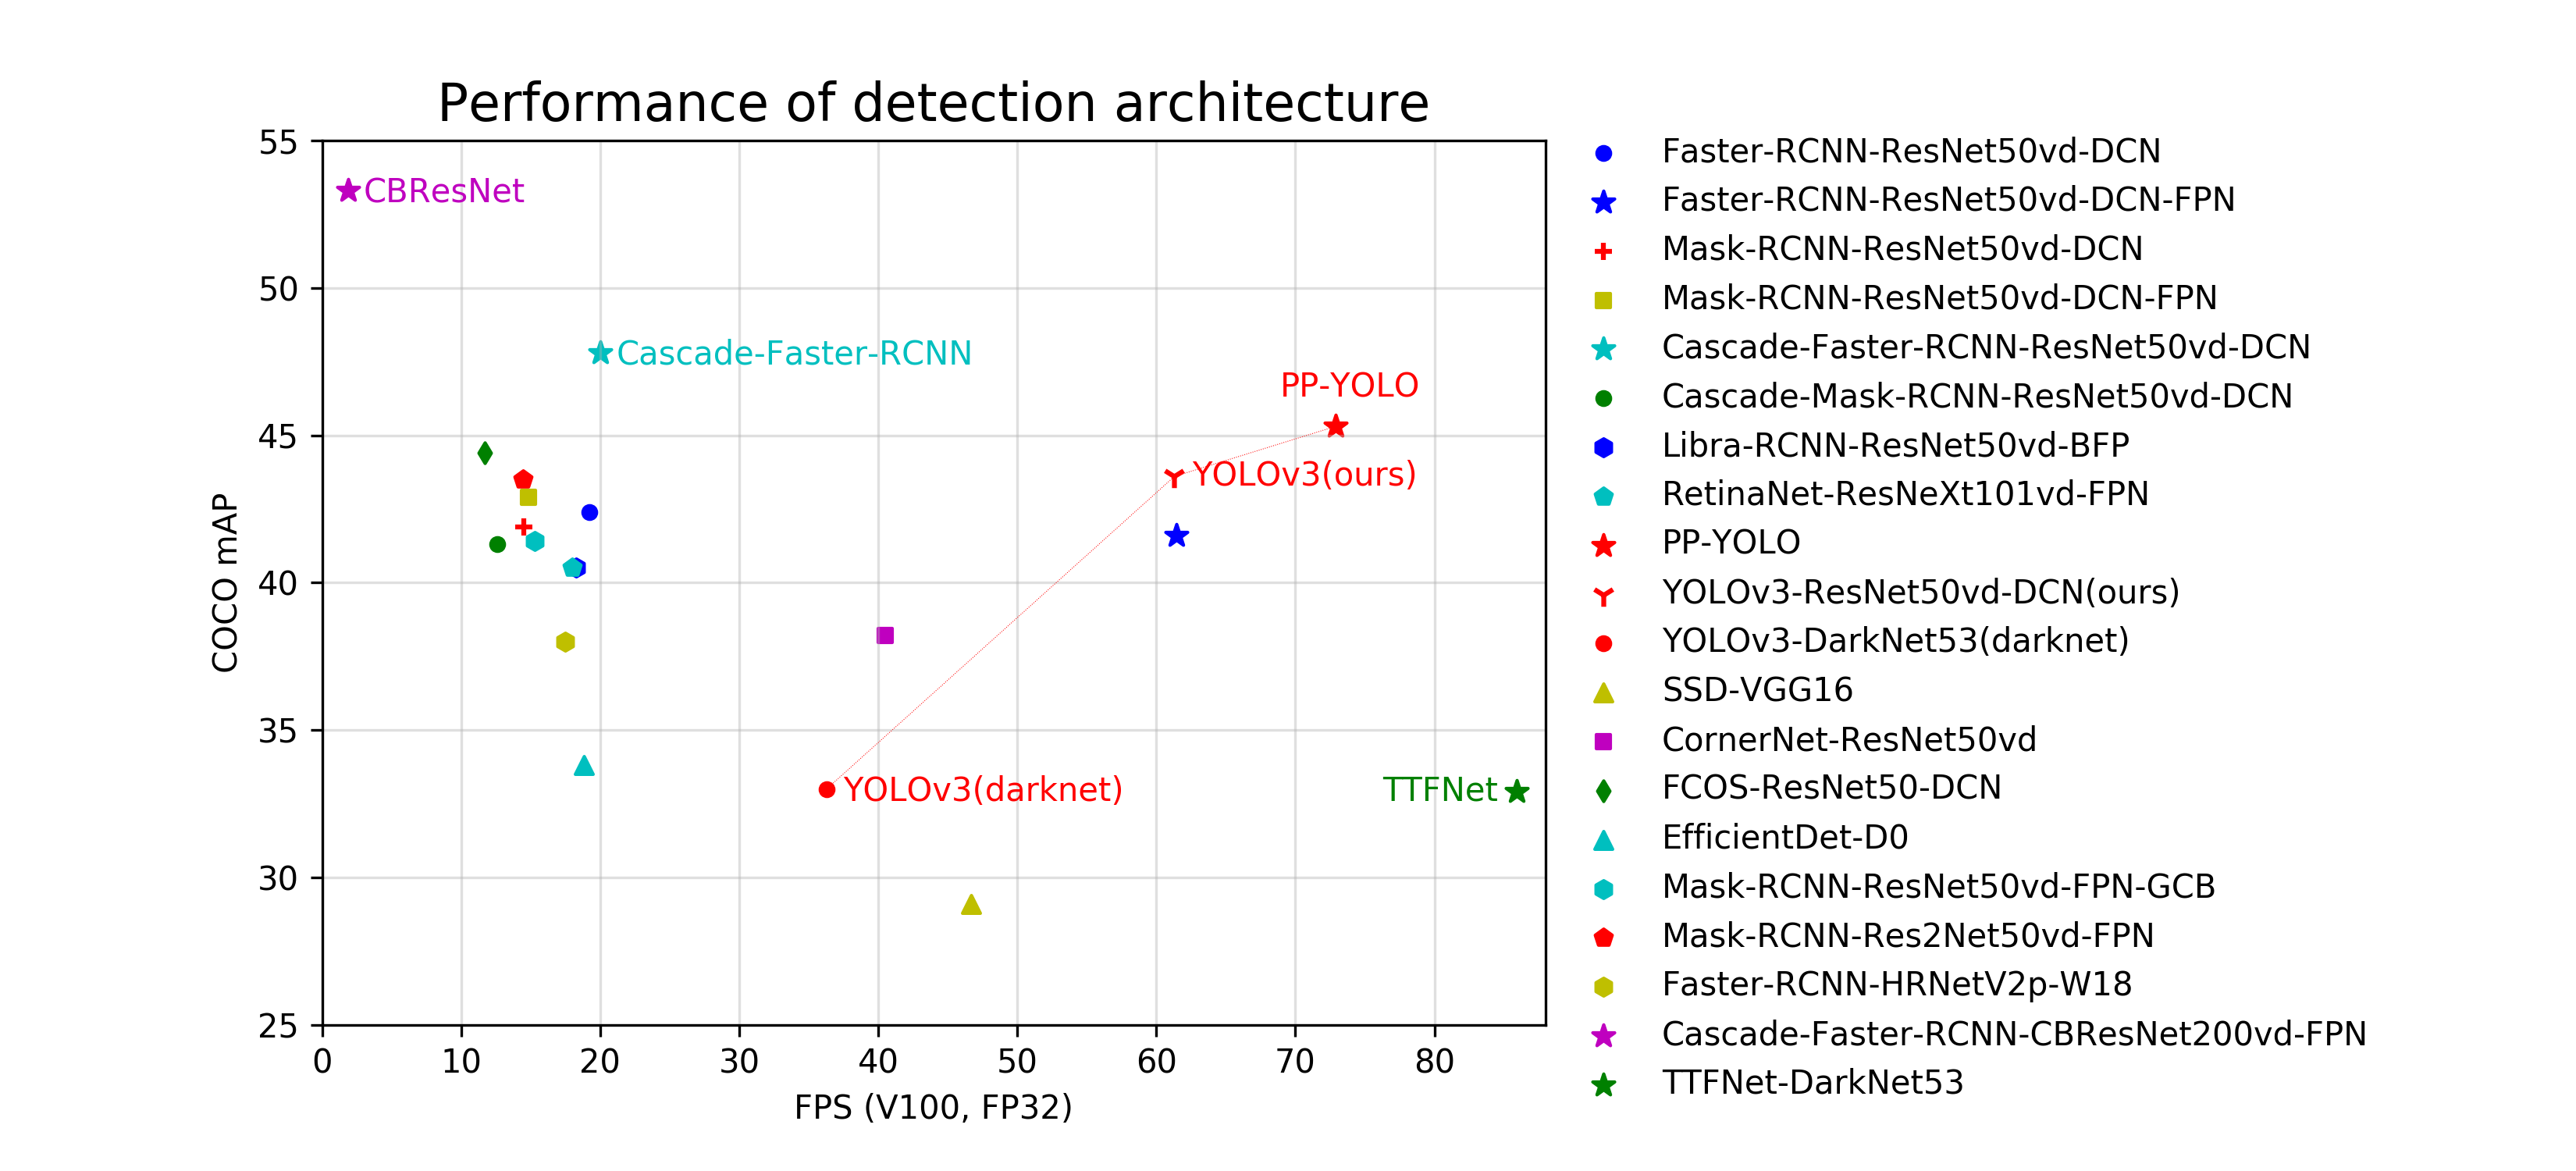 Performance of detection architecture
55
50
45
40
35
30
25
COCO mAP
CBResNet
Cascade-Faster-RCNN
PP-YOLO
YOLOv3(ours)
YOLOv3(darknet)
TTFNet
0 10 20 30 40 50 60 70 80
FPS (V100, FP32)
Faster-RCNN-ResNet50vd-DCN
Faster-RCNN-ResNet50vd-DCN-FPN
Mask-RCNN-ResNet50vd-DCN
Mask-RCNN-ResNet50vd-DCN-FPN
Cascade-Faster-RCNN-ResNet50vd-DCN
Cascade-Mask-RCNN-ResNet50vd-DCN
Libra-RCNN-ResNet50vd-BFP
RetinaNet-ResNeXt101vd-FPN
PP-YOLO
YOLOv3-ResNet50vd-DCN(ours)
YOLOv3-DarkNet53(darknet)
SSD-VGG16
CornerNet-ResNet50vd
FCOS-ResNet50-DCN
EfficientDet-D0
Mask-RCNN-ResNet50vd-FPN-GCB
Mask-RCNN-Res2Net50vd-FPN
Faster-RCNN-HRNetV2p-W18
Cascade-Faster-RCNN-CBResNet200vd-FPN
TTFNet-DarkNet53